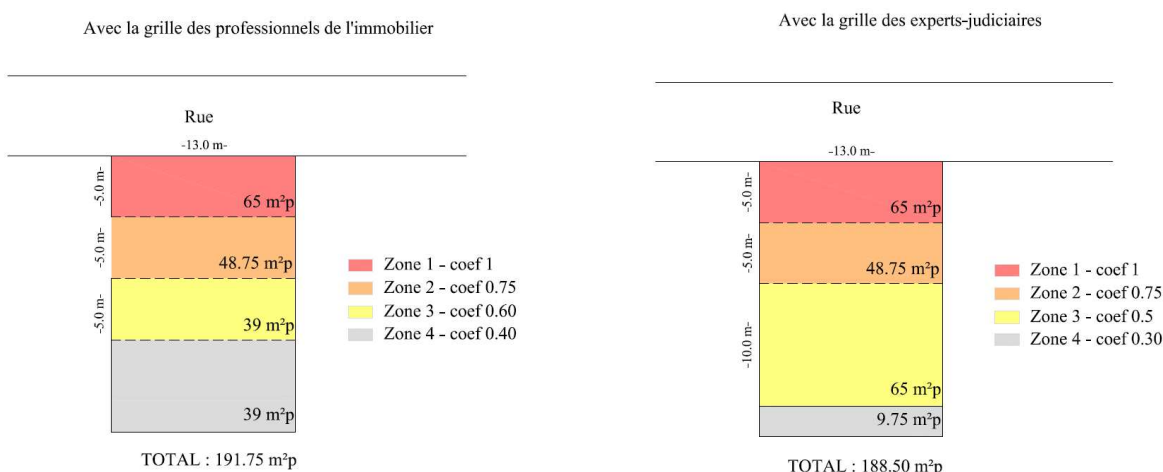 Avec la grille des professionnels de l'immobilier
Rue
-13.0 m-
-5.0 m-
65 m²p
-5.0 m-
48.75 m²p
-5.0 m-
39 m²p
39 m²p
Zone 1 - coef 1
Zone 2 - coef 0.75
Zone 3 - coef 0.60
Zone 4 - coef 0.40
TOTAL : 191.75 m²p
Avec la grille des experts-judiciaires
Rue
-13.0 m-
-5.0 m-
65 m²p
-5.0 m-
48.75 m²p
-10.0 m-
65 m²p
9.75 m²p
Zone 1 - coef 1
Zone 2 - coef 0.75
Zone 3 - coef 0.5
Zone 4 - coef 0.30
TOTAL : 188.50 m²p